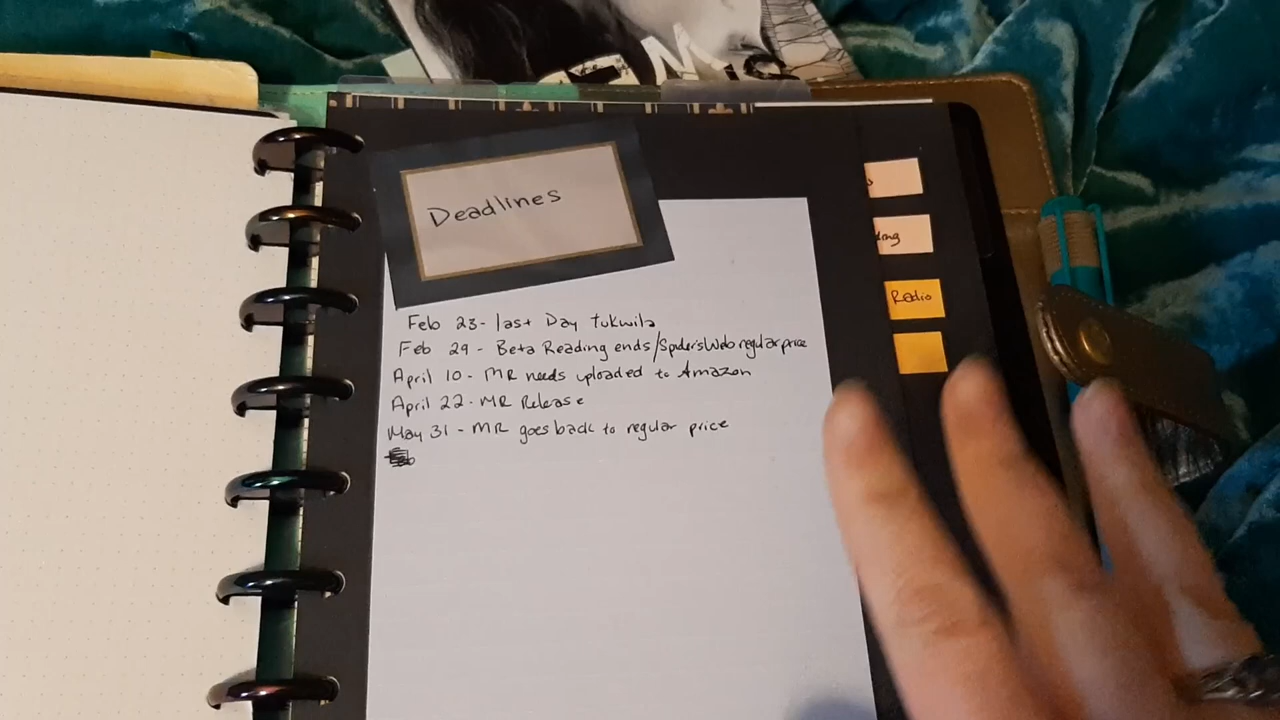 Deadlines
Feb 23 - last Day tukwila
Feb 29 - Beta Reading ends/Spider'sWeb regular price
April 10 - MR needs uploaded to Amazon
April 22 - MR Release
May 31 - MR goes back to regular price
Radio